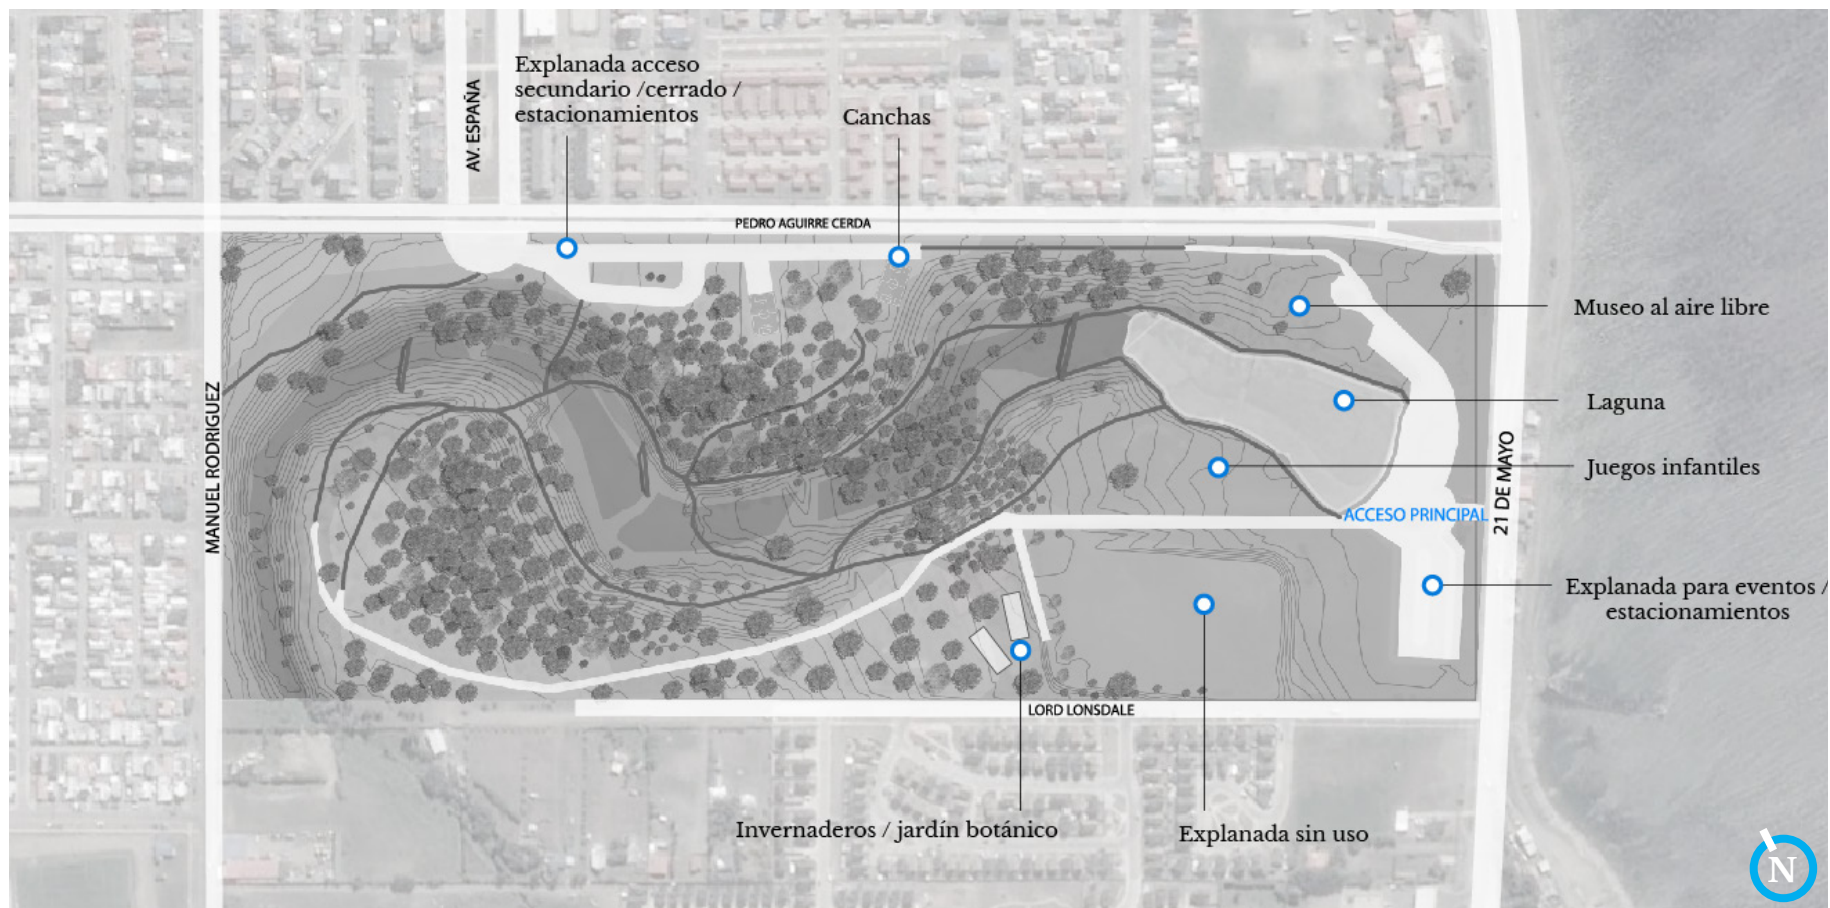 Explanada acceso
secundario /cerrado /
estacionamientos
AV. ESPAÑA
Canchas
PEDRO AGUIRRE CERDA
Museo al aire libre
Laguna
MANUEL RODRIGUEZ
21 DE MAYO
Juegos infantiles
ACCESO PRINCIPAL
Explanada para eventos /
estacionamientos
LORD LONSDALE
Invernaderos / jardín botánico
Explanada sin uso
N